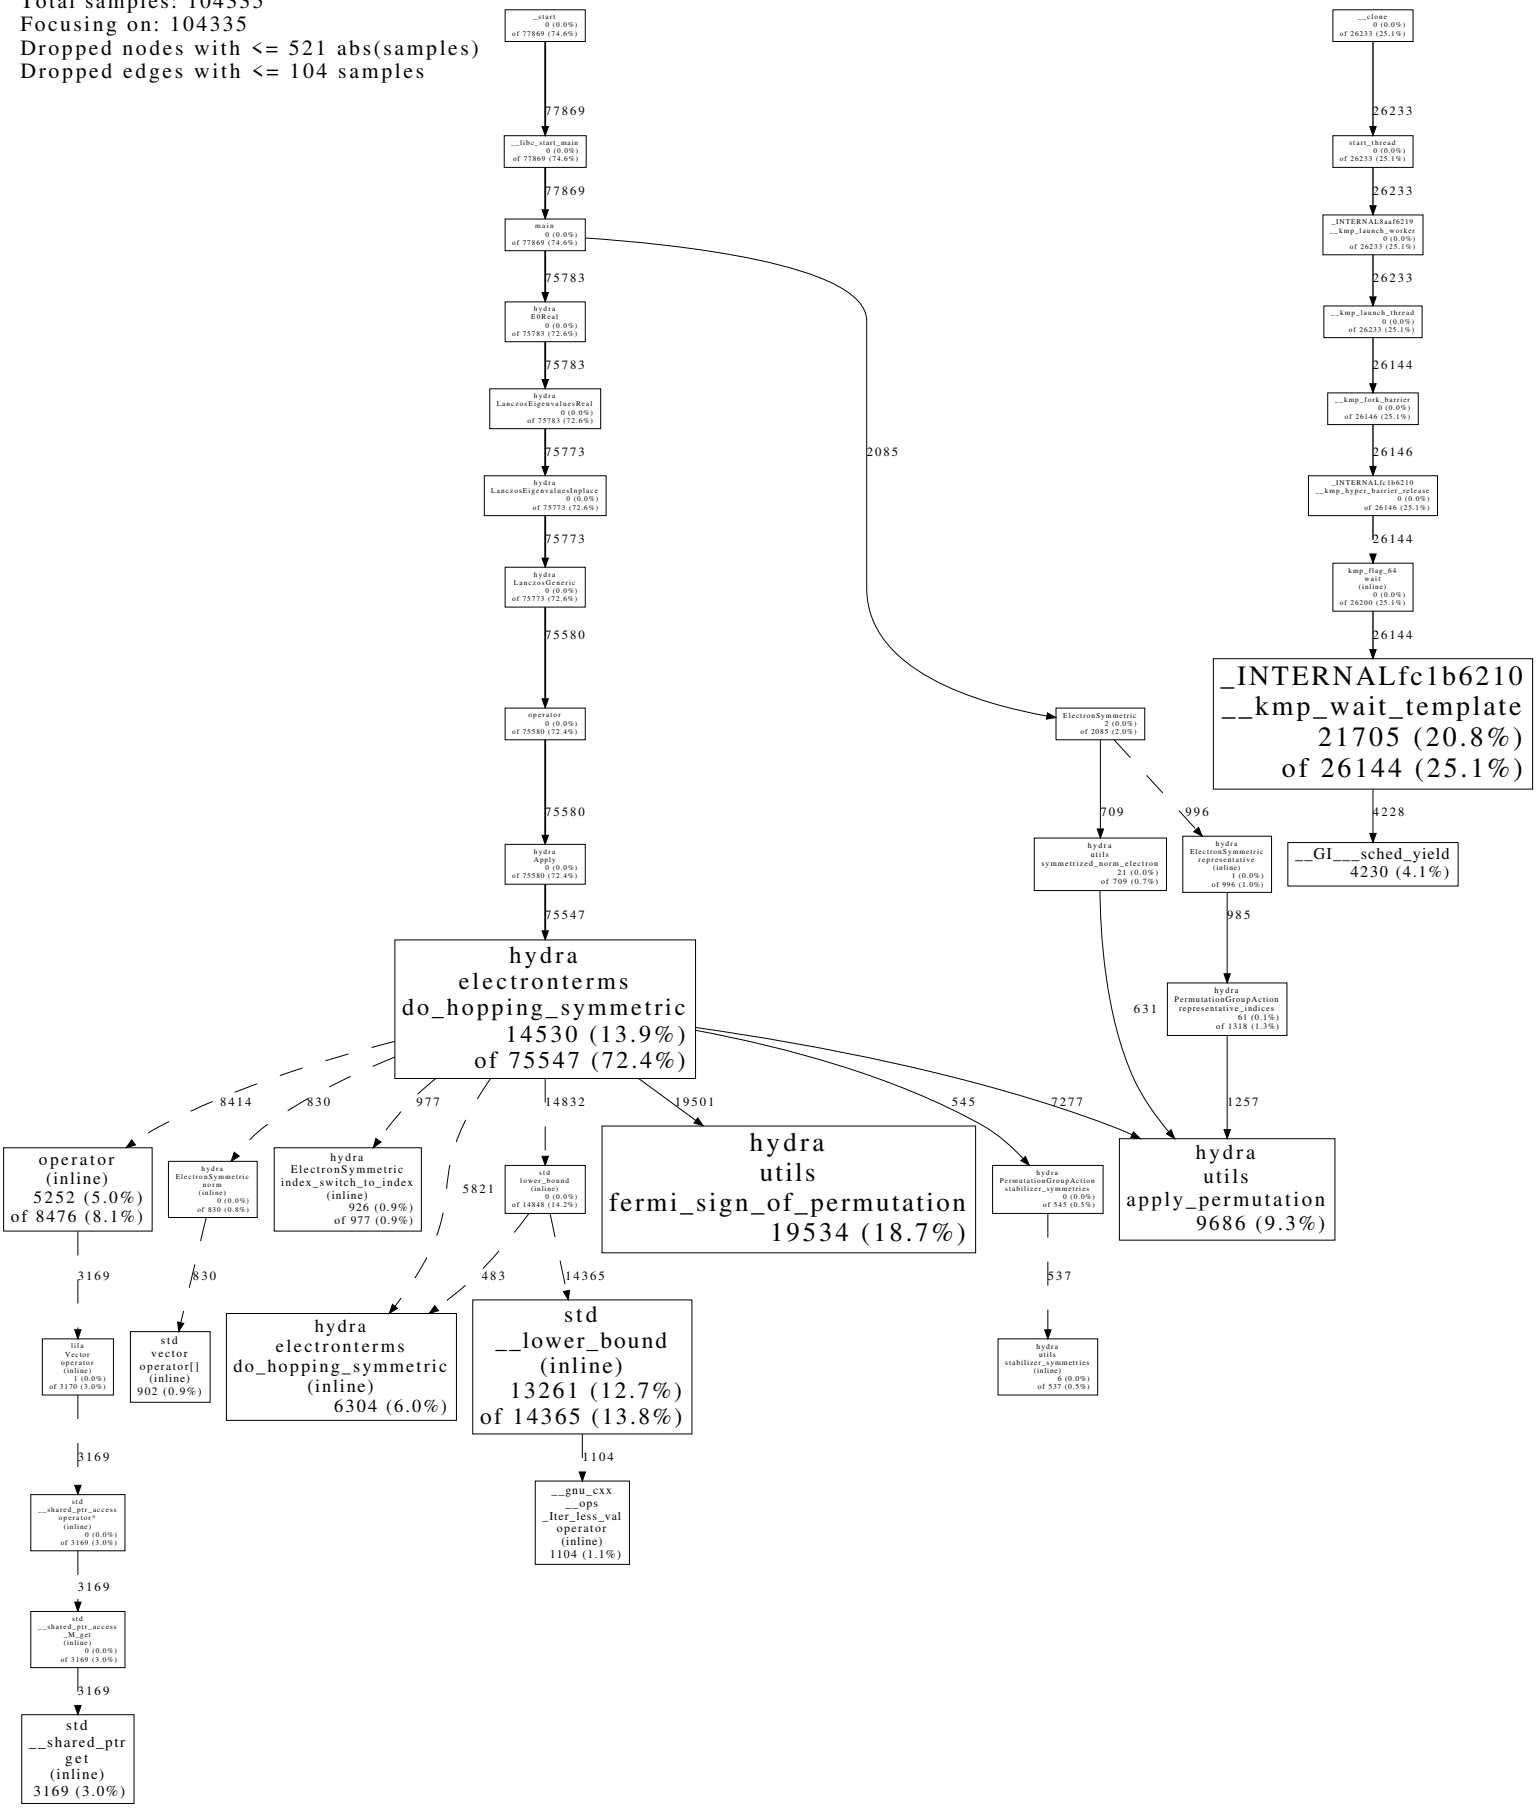 Total samples: 104335
Focusing on: 104335
Dropped nodes with <= 521 abs(samples)
Dropped edges with <= 104 samples
_start
0 (0.0%)
of 77869 (74.6%)
77869
__libc_start_main
0 (0.0%)
of 77869 (74.6%)
77869
main
0 (0.0%)
of 77869 (74.6%)
75783
2085
hydra
E0Real
0 (0.0%)
of 75783 (72.6%)
75783
hydra
LanczosEigenvaluesReal
0 (0.0%)
of 75783 (72.6%)
75773
hydra
LanczosEigenvaluesInplace
0 (0.0%)
of 75773 (72.6%)
75773
hydra
LanczosGeneric
0 (0.0%)
of 75773 (72.6%)
75580
operator
0 (0.0%)
of 75580 (72.4%)
75580
hydra
Apply
0 (0.0%)
of 75580 (72.4%)
75547
__clone
0 (0.0%)
of 26233 (25.1%)
26233
start_thread
0 (0.0%)
of 26233 (25.1%)
26233
_INTERNAL8aaf6219
__kmp_launch_worker
0 (0.0%)
of 26233 (25.1%)
26233
__kmp_launch_thread
0 (0.0%)
of 26233 (25.1%)
26144
__kmp_fork_barrier
0 (0.0%)
of 26146 (25.1%)
26146
_INTERNALfc1b6210
__kmp_hyper_barrier_release
0 (0.0%)
of 26146 (25.1%)
26144
kmp_flag_64
wait
(inline)
0 (0.0%)
of 26200 (25.1%)
26144
_INTERNALfc1b6210
__kmp_wait_template
21705 (20.8%)
of 26144 (25.1%)
4228
__GI___sched_yield
4230 (4.1%)
ElectronSymmetric
2 (0.0%)
of 2085 (2.0%)
709
996
hydra
utils
symmetrized_norm_electron
21 (0.0%)
of 709 (0.7%)
hydra
ElectronSymmetric
representative
(inline)
1 (0.0%)
of 996 (1.0%)
985
hydra
PermutationGroupAction
representative_indices
61 (0.1%)
of 1318 (1.3%)
631
1257
hydra
electronterms
do_hopping_symmetric
14530 (13.9%)
of 75547 (72.4%)
8414
830
977
5821
14832
19501
545
7277
operator
(inline)
5252 (5.0%)
of 8476 (8.1%)
hydra
ElectronSymmetric
norm
(inline)
0 (0.0%)
of 830 (0.8%)
hydra
ElectronSymmetric
index_switch_to_index
(inline)
926 (0.9%)
of 977 (0.9%)
std
lower_bound
(inline)
0 (0.0%)
of 14848 (14.2%)
hydra
utils
fermi_sign_of_permutation
19534 (18.7%)
hydra
PermutationGroupAction
stabilizer_symmetries
0 (0.0%)
of 545 (0.5%)
hydra
utils
apply_permutation
9686 (9.3%)
3169
830
483
14365
537
lila
Vector
operator
(inline)
1 (0.0%)
of 3170 (3.0%)
std
vector
operator[]
(inline)
902 (0.9%)
hydra
electronterms
do_hopping_symmetric
(inline)
6304 (6.0%)
std
__lower_bound
(inline)
13261 (12.7%)
of 14365 (13.8%)
hydra
utils
stabilizer_symmetries
(inline)
6 (0.0%)
of 537 (0.5%)
3169
1104
std
__shared_ptr_access
operator*
(inline)
0 (0.0%)
of 3169 (3.0%)
__gnu_cxx
__ops
_Iter_less_val
operator
(inline)
1104 (1.1%)
3169
std
__shared_ptr_access
_M_get
(inline)
0 (0.0%)
of 3169 (3.0%)
3169
std
__shared_ptr
get
(inline)
3169 (3.0%)